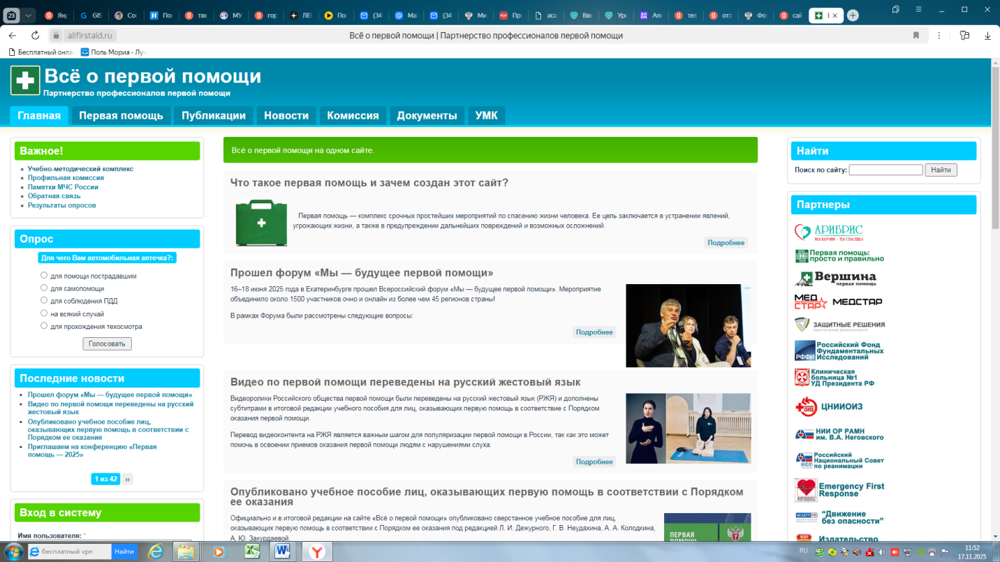 23
Янд
G GIS
Сос
Пои
твк
МУ
гор
ЛЕЕ
Пол
(34
Ма
(34
Ми
Про
аса
Вви
Уро
Апе
тел
отз
Фо
сай
allfirstaid.ru
Всё о первой помощи | Партнерство профессионалов первой помощи
Бесплатный онла
Поль Мориа - Луч
Всё о первой помощи
Партнерство профессионалов первой помощи
Главная
Первая помощь
Публикации
Новости
Комиссия
Документы
УМК
Важное!
Учебно-методический комплекс
Профильная комиссия
Памятки МЧС России
Обратная связь
Результаты опросов
Опрос
Для чего Вам автомобильная аптечка?:
для помощи пострадавшим
для самопомощи
для соблюдения ПДД
на всякий случай
для прохождения техосмотра
Голосовать
Последние новости
Прошел форум «Мы — будущее первой помощи»
Видео по первой помощи переведены на русский
жестовый язык
Опубликовано учебное пособие лиц,
оказывающих первую помощь в соответствии с
Порядком ее оказания
Приглашаем на конференцию «Первая
помощь — 2025»
1 из 42 ››
Вход в систему
Имя пользователя: *
Всё о первой помощи на одном сайте.
Что такое первая помощь и зачем создан этот сайт?
Первая помощь — комплекс срочных простейших мероприятий по спасению жизни человека. Ее цель заключается в устранении явлений,
угрожающих жизни, а также в предупреждении дальнейших повреждений и возможных осложнений.
Подробнее
Прошел форум «Мы — будущее первой помощи»
16–18 июня 2025 года в Екатеринбурге прошел Всероссийский форум «Мы — будущее первой помощи». Мероприятие
объединило около 1500 участников очно и онлайн из более чем 45 регионов страны!
В рамках Форума были рассмотрены следующие вопросы:
Подробнее
Видео по первой помощи переведены на русский жестовый язык
Видеоролики Российского общества первой помощи были переведены на русский жестовый язык (РЖЯ) и дополнены
субтитрами в итоговой редакции учебного пособия для лиц, оказывающих первую помощь в соответствие с Порядком
оказания первой помощи.
Перевод видеоконтента на РЖЯ является важным шагом для популяризации первой помощи в России, так как это может
помочь в освоении приемов оказания первой помощи людям с нарушениями слуха.
Подробнее
Опубликовано учебное пособие лиц, оказывающих первую помощь в соответствии с Порядком
ее оказания
Официально и в итоговой редакции на сайте «Всё о первой помощи» опубликовано сверстанное учебное пособие для лиц,
оказывающих первую помощь в соответствии с Порядком ее оказания под редакцией Л. И. Дежурного, Г. В. Неудахина, А. А. Колодкина,
А. Ю. Закурдаевой.
ПЕРВАЯ
ПОМОЩЬ
Найти
Поиск по сайту:
Найти
Партнеры
АРИБРИС
Первая помощь:
просто и правильно
Вершина
первая помощь
МЕД СТАР МЕДСТАР
ЗАЩИТНЫЕ РЕШЕНИЯ
ОБЕСПЕЧЕНИЕ БЕЗОПАСНОСТИ
РФФИ
Российский Фонд
Фундаментальных
Исследований
Клиническая
больница №1
УД Президента РФ
ЦНИИОИЗ
НИИ ОР РАМН
им. В.А. Неговского
Российский
Национальный Совет
по реанимации
Emergency First
Response
“Движение
без опасности”
Издательство
бесплатный vpn
Найти
RU
11:52
17.11.2025